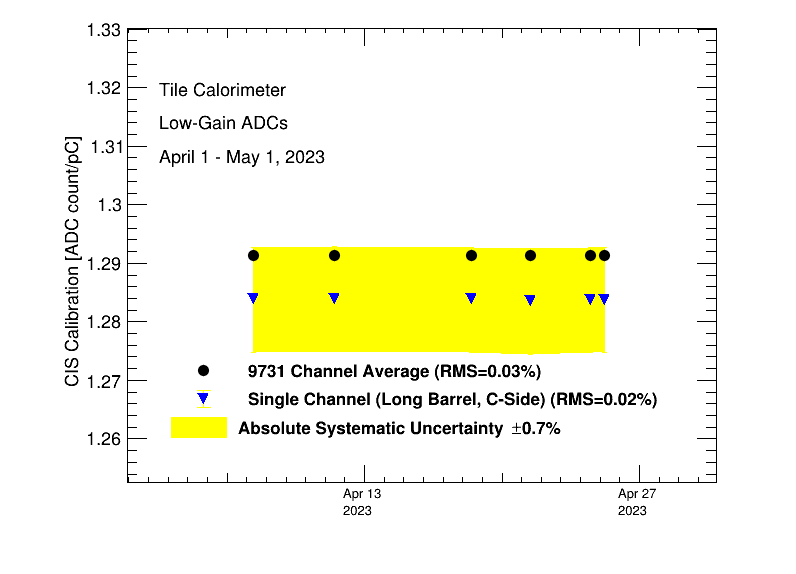 1.33
1.32
1.31
1.3
1.29
1.28
1.27
1.26
CIS Calibration [ADC count/pC]
Tile Calorimeter
Low-Gain ADCs
April 1 - May 1, 2023
9731 Channel Average (RMS=0.03%)
Single Channel (Long Barrel, C-Side) (RMS=0.02%)
Absolute Systematic Uncertainty ±0.7%
Apr 13
2023
Apr 27
2023